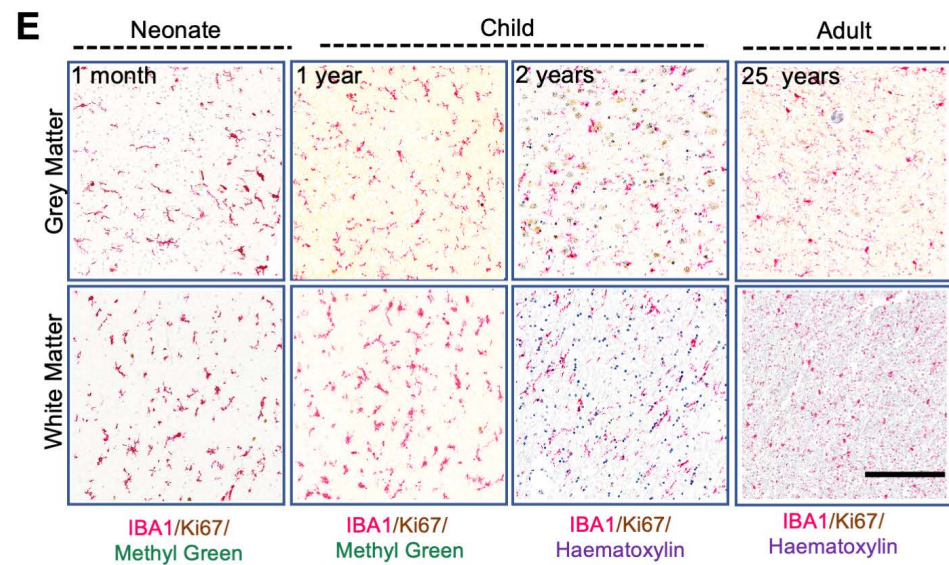 E
Neonate
Child
Adult
1 month
1 year
2 years
25 years
Grey Matter
White Matter
IBA1/Ki67/
Methyl Green
IBA1/Ki67/
Methyl Green
IBA1/Ki67/
Haematoxylin
IBA1/Ki67/
Haematoxylin